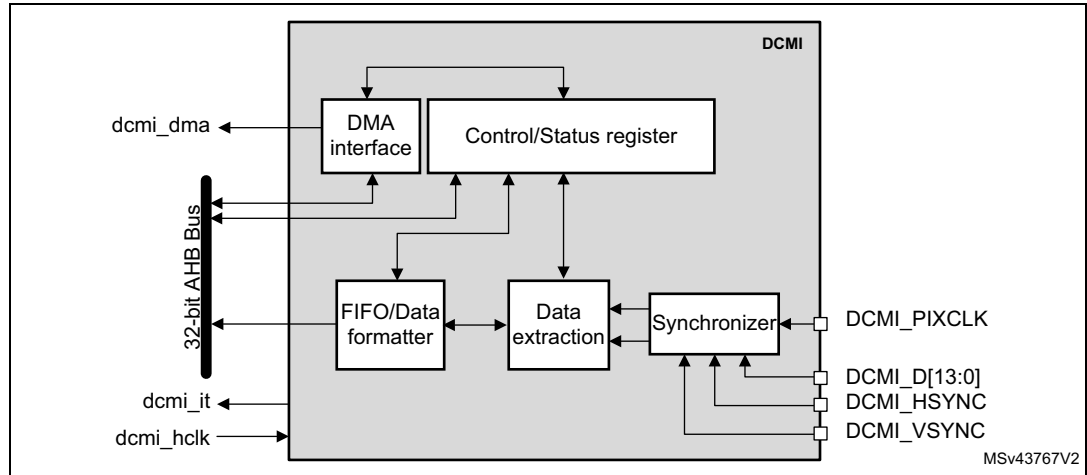 DCMI
dcmi_dma
DMA
interface
Control/Status register
32-bit AHB Bus
FIFO/Data
formatter
Data
extraction
Synchronizer
DCMI_PIXCLK
DCMI_D[13:0]
DCMI_HSYNC
DCMI_VSYNC
dcmi_it
dcmi_hclk
MSv43767V2